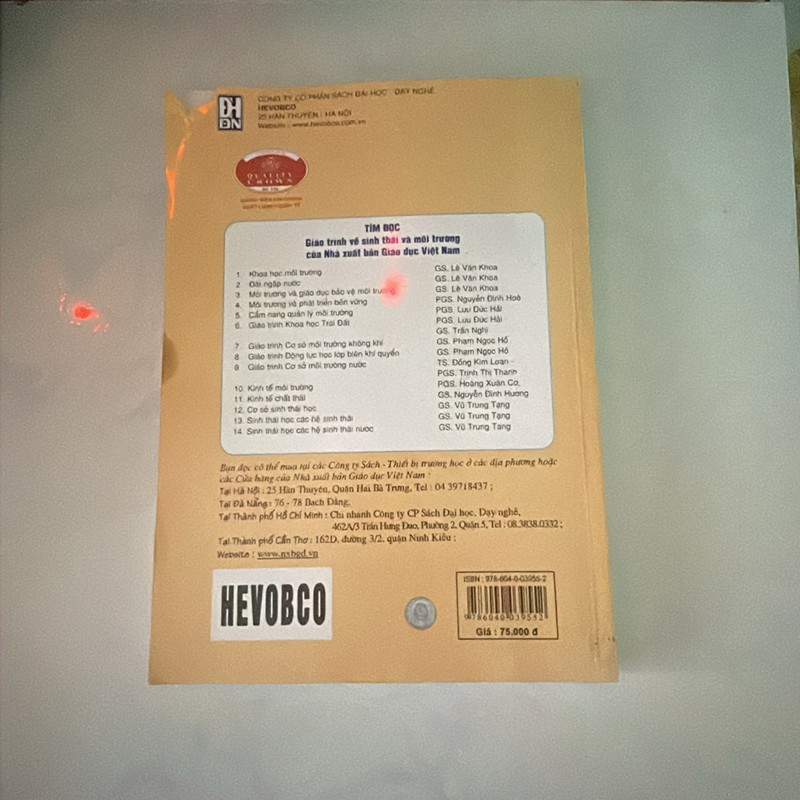 ĐH
ĐN
CÔNG TY CỔ PHẦN SÁCH ĐẠI HỌC - DẠY NGHỀ
HEVOBCO
25 HÀN THUYÊN - HÀ NỘI
Website : www.hevobco.com.vn
QUALITY
CROWN
TÌM ĐỌC
Giáo trình về sinh thái và môi trường
của Nhà xuất bản Giáo dục Việt Nam
1. Khoa học môi trường GS. Lê Văn Khoa
2. Đất ngập nước GS. Lê Văn Khoa
3. Môi trường và giáo dục bảo vệ môi trường GS. Lê Văn Khoa
4. Môi trường và phát triển bền vững PGS. Nguyễn Đình Hoè
5. Cẩm nang quản lý môi trường PGS. Lưu Đức Hải
6. Giáo trình Khoa học Trái Đất PGS. Lưu Đức Hải
GS. Trần Nghi
7. Giáo trình Cơ sở môi trường không khí GS. Phạm Ngọc Hồ
8. Giáo trình Động lực học lớp biên khí quyển GS. Phạm Ngọc Hồ
9. Giáo trình Cơ sở môi trường nước TS. Đồng Kim Loan -
PGS. Trịnh Thị Thanh
10. Kinh tế môi trường PGS. Hoàng Xuân Cơ
11. Kinh tế chất thải GS. Nguyễn Đình Hương
12. Cơ sở sinh thái học GS. Vũ Trung Tạng
13. Sinh thái học các hệ sinh thái GS. Vũ Trung Tạng
14. Sinh thái học các hệ sinh thái nước GS. Vũ Trung Tạng
Bạn đọc có thể mua tại các Công ty Sách - Thiết bị trường học ở các địa phương hoặc
các Cửa hàng của Nhà xuất bản Giáo dục Việt Nam :
Tại Hà Nội : 25 Hàn Thuyên, Quận Hai Bà Trưng, Tel : 04 39718437 ;
Tại Đà Nẵng : 76 - 78 Bạch Đằng,
Tại Thành phố Hồ Chí Minh : Chi nhánh Công ty CP Sách Đại học, Dạy nghề,
462A/3 Trần Hưng Đạo, Phường 2, Quận 5, Tel : 08.3838.0332 ;
Tại Thành phố Cần Thơ : 162D, đường 3/2, quận Ninh Kiều ;
Website : www.nxbgd.vn
HEVOBCO
ISBN : 978-604-0-03955-2
9786040039552
Giá : 75.000 đ